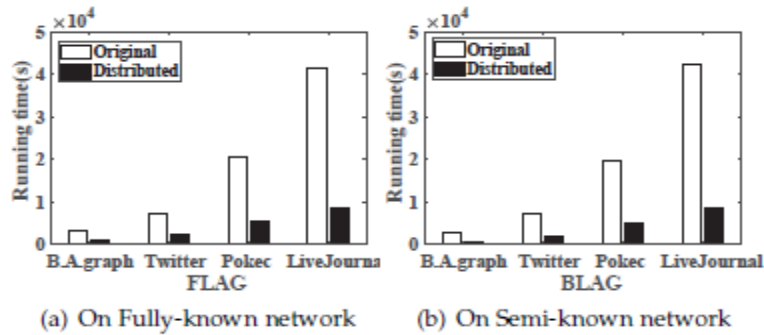 ×10⁴
5
4
3
2
1
0
Running time(s)
Original
Distributed
B.A.graph Twitter Pokec LiveJourna
FLAG
(a) On Fully-known network
×10⁴
5
4
3
2
1
0
Running time(s)
Original
Distributed
B.A.graph Twitter Pokec LiveJournal
BLAG
(b) On Semi-known network